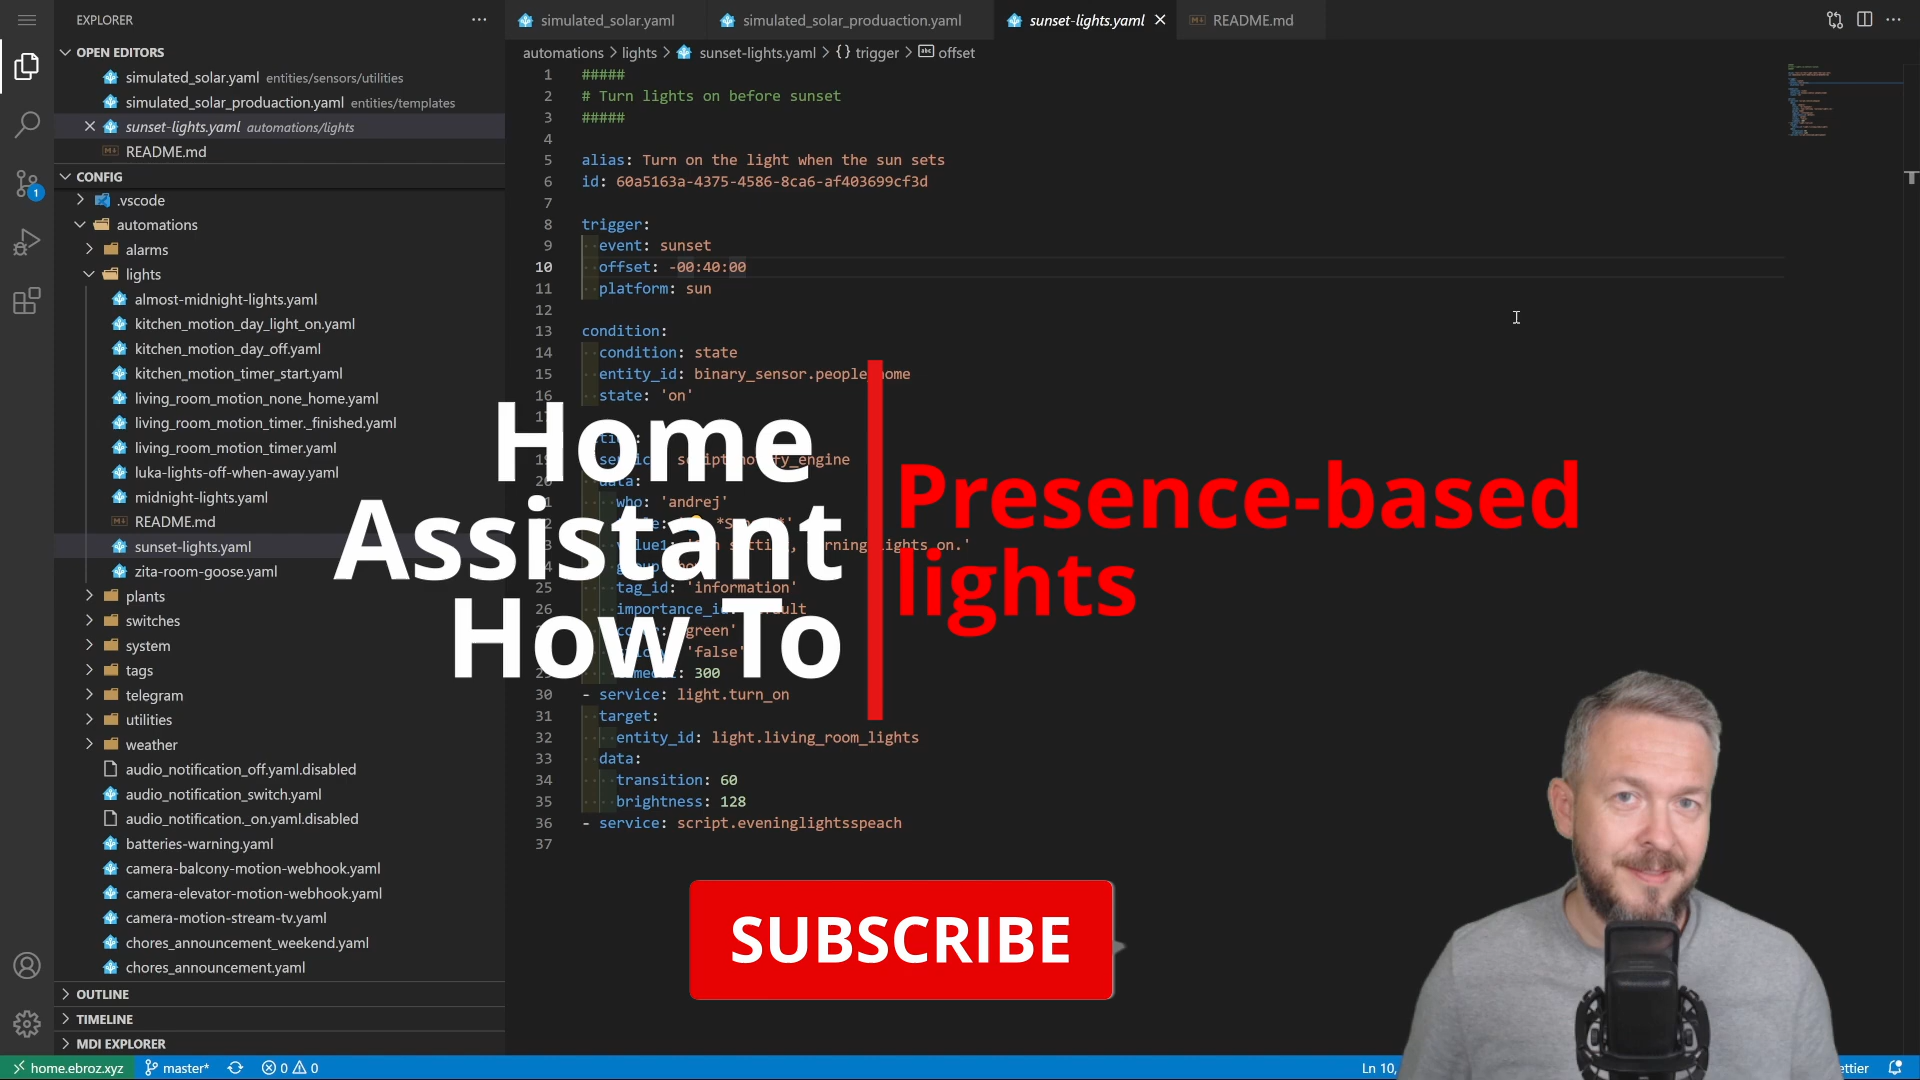 EXPLORER
OPEN EDITORS
simulated_solar.yaml entities/sensors/utilities
simulated_solar_produaction.yaml entities/templates
sunset-lights.yaml automations/lights
README.md
CONFIG
.vscode
automations
alarms
lights
almost-midnight-lights.yaml
kitchen_motion_day_light_on.yaml
kitchen_motion_day_off.yaml
kitchen_motion_timer_start.yaml
living_room_motion_none_home.yaml
living_room_motion_timer._finished.yaml
living_room_motion_timer.yaml
luka-lights-off-when-away.yaml
midnight-lights.yaml
README.md
sunset-lights.yaml
zita-room-goose.yaml
plants
switches
system
tags
telegram
utilities
weather
audio_notification_off.yaml.disabled
audio_notification_switch.yaml
audio_notification._on.yaml.disabled
batteries-warning.yaml
camera-balcony-motion-webhook.yaml
camera-elevator-motion-webhook.yaml
camera-motion-stream-tv.yaml
chores_announcement_weekend.yaml
chores_announcement.yaml
OUTLINE
TIMELINE
MDI EXPLORER
simulated_solar.yaml
simulated_solar_produaction.yaml
sunset-lights.yaml
README.md
automations > lights > sunset-lights.yaml > {} trigger > offset
1 #####
2 # Turn lights on before sunset
3 #####
4
5 alias: Turn on the light when the sun sets
6 id: 60a5163a-4375-4586-8ca6-af403699cf3d
7
8 trigger:
9 event: sunset
10 offset: -00:40:00
11 platform: sun
12
13 condition:
14 condition: state
15 entity_id: binary_sensor.people
16 state: 'on'
who: 'andrej'
25 tag_id: 'information'
26
'false'
300
30 - service: light.turn_on
31 target:
32 entity_id: light.living_room_lights
33 data:
34 transition: 60
35 brightness: 128
36 - service: script.eveninglightsspeach
37
Home
Assistant
How To
Presence-based
lights
SUBSCRIBE
home.ebroz.xyz
master*
0 0
1
Ln 10,